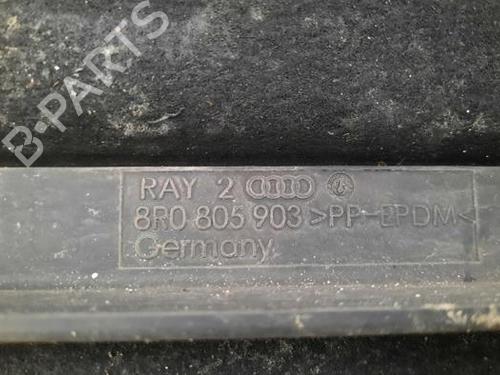 B-PARTS
RAY 2
8R0 805 903 >PP-EPDM<
Germany